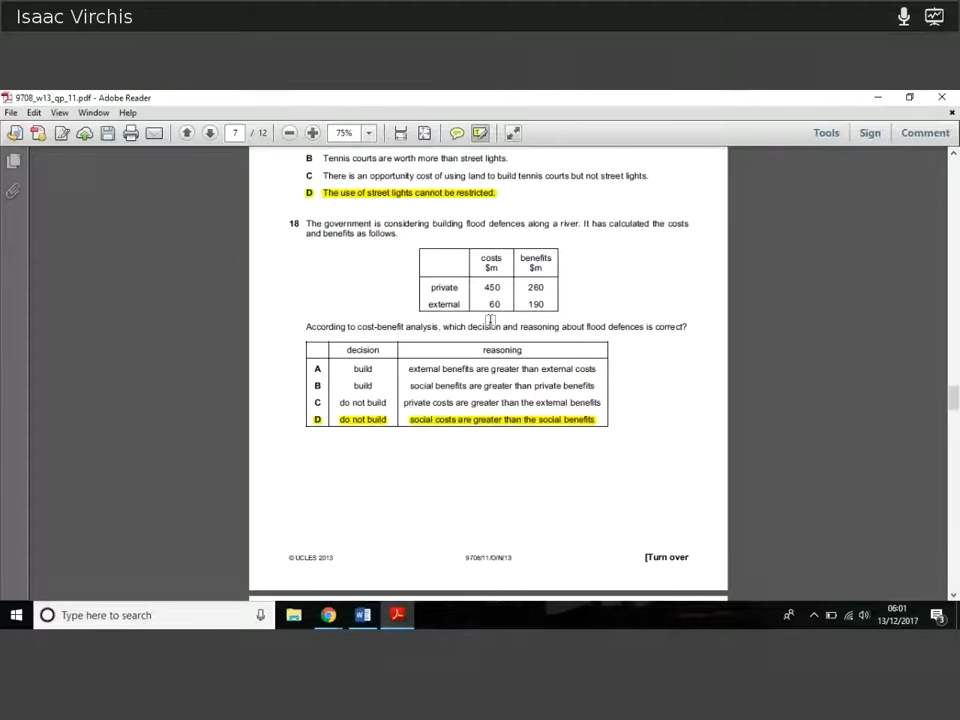 Isaac Virchis
9708_w13_qp_11.pdf - Adobe Reader
File Edit View Window Help
7 / 12 75% Tools Sign Comment
B Tennis courts are worth more than street lights.
C There is an opportunity cost of using land to build tennis courts but not street lights.
D The use of street lights cannot be restricted.
18 The government is considering building flood defences along a river. It has calculated the costs
and benefits as follows.
costs benefits
$m $m
private 450 260
external 60 190
According to cost-benefit analysis, which decision and reasoning about flood defences is correct?
decision reasoning
A build external benefits are greater than external costs
B build social benefits are greater than private benefits
C do not build private costs are greater than the external benefits
D do not build social costs are greater than the social benefits
© UCLES 2013 9708/11/O/N/13 [Turn over
Type here to search
06:01
13/12/2017
3